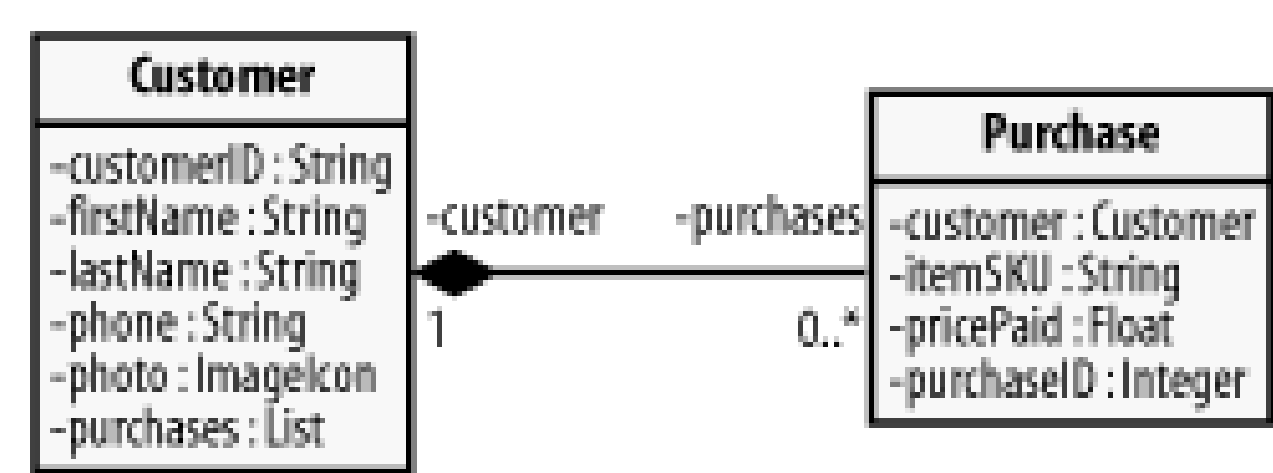 Customer
-customerID : String
-firstName : String
-lastName : String
-phone : String
-photo : ImageIcon
-purchases : List
-customer
-purchases
1
0..*
Purchase
-customer : Customer
-itemSKU : String
-pricePaid : Float
-purchaseID : Integer